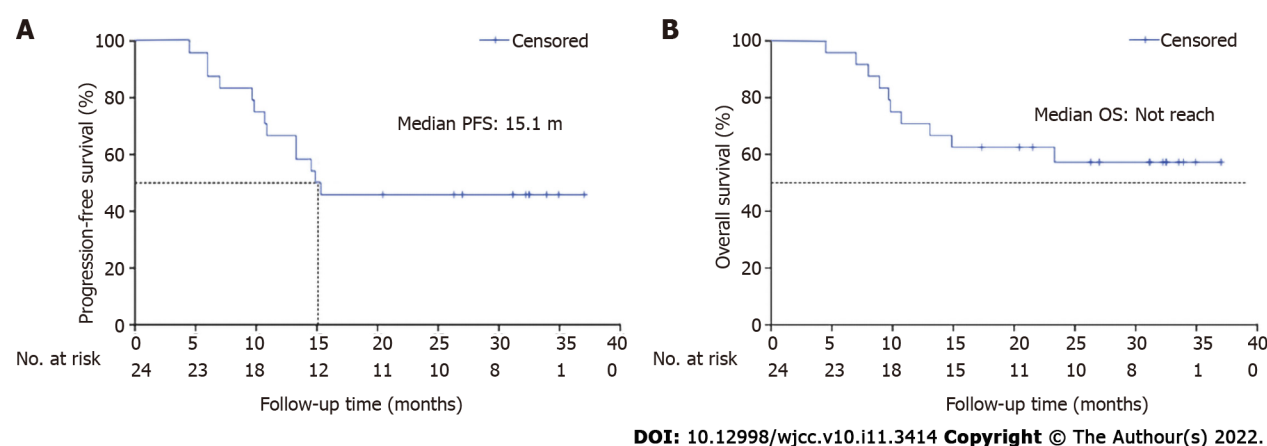 A
B
Censored
Censored
Progression-free survival (%)
100
80
60
40
20
0
Median PFS: 15.1 m
0 5 10 15 20 25 30 35 40
No. at risk
24 23 18 12 11 10 8 1 0
Follow-up time (months)
Overall survival (%)
100
80
60
40
20
0
Median OS: Not reach
0 5 10 15 20 25 30 35 40
No. at risk
24 23 18 15 11 10 8 1 0
Follow-up time (months)
DOI: 10.12998/wjcc.v10.i11.3414 Copyright © The Author(s) 2022.